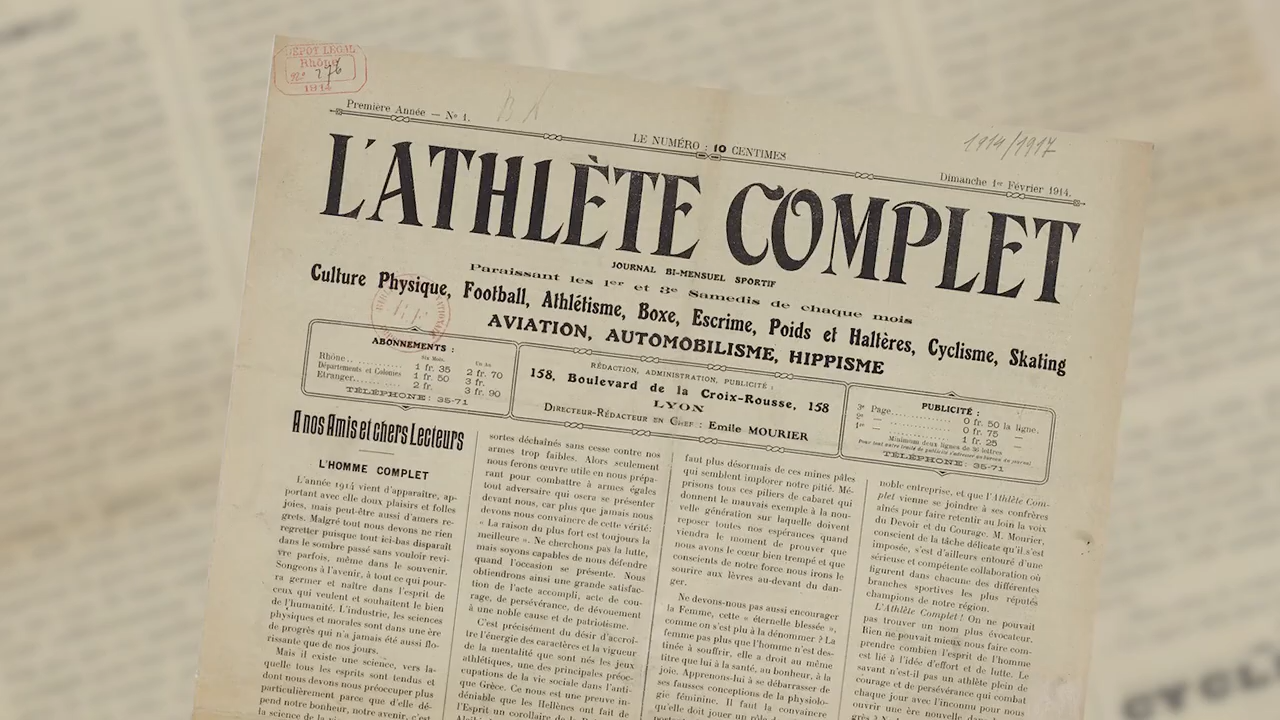 DÉPOT LÉGAL
Rhône
No 276
1914
Première Année — No 1.
LE NUMÉRO : 10 CENTIMES
1914/1917
Dimanche 1er Février 1914.
L'ATHLÈTE COMPLET
JOURNAL BI-MENSUEL SPORTIF
Paraissant les 1er et 3e Samedis de chaque mois
Culture Physique, Football, Athlétisme, Boxe, Escrime, Poids et Haltères, Cyclisme, Skating
AVIATION, AUTOMOBILISME, HIPPISME
ABONNEMENTS :
Six Mois. Un An.
Rhône.. 1 fr. 35 2 fr. 70
Départements et Colonies 1 fr. 50 3 fr.
Etranger. 2 fr. 3 fr. 90
TÉLÉPHONE : 35-71
RÉDACTION, ADMINISTRATION, PUBLICITÉ :
158, Boulevard de la Croix-Rousse, 158
LYON
DIRECTEUR-RÉDACTEUR EN CHEF : Emile MOURIER
PUBLICITÉ :
3e Page. 0 fr. 50 la ligne.
2e — 0 fr. 75 —
1re — 1 fr. 25 —
Minimum deux lignes de 36 lettres
TÉLÉPHONE : 35-71
A nos Amis et chers Lecteurs
L'HOMME COMPLET
L'année 1914 vient d'apparaître, ap-
portant avec elle doux plaisirs et folles
joies, mais peut-être aussi d'amers re-
grets. Malgré tout nous devons ne rien
regretter puisque tout ici-bas disparaît
dans le sombre passé sans vouloir revi-
vre parfois, même dans le souvenir.
Songeons à l'avenir, à tout ce qui pour-
ra germer et naître dans l'esprit de
ceux qui veulent et souhaitent le bien
de l'humanité. L'industrie, les sciences
physiques et morales sont dans une ère
de progrès qui n'a jamais été aussi flo-
rissante que de nos jours.
Mais il existe une science, vers la-
quelle tous les esprits sont tendus et
dont nous devons nous préoccuper plus
particulièrement parce que d'elle dé-
pend notre bonheur, notre avenir, c'est
la science de la
sortes déchaînés sans cesse contre nos
armes trop faibles. Alors seulement
nous ferons œuvre utile en nous prépa-
rant pour combattre à armes égales
tout adversaire qui osera se présenter
devant nous, car plus que jamais nous
devons nous convaincre de cette vérité:
« La raison du plus fort est toujours la
meilleure ». Ne cherchons pas la lutte,
mais soyons capables de nous défendre
quand l'occasion se présente. Nous
obtiendrons ainsi une grande satisfac-
tion de l'acte accompli, acte de cou-
rage, de persévérance, de dévouement
à une noble cause et de patriotisme.
C'est précisément du désir d'accroî-
tre l'énergie des caractères et la vigueur
de la mentalité que sont nés les jeux
athlétiques, une des principales préoc-
cupations de la vie sociale dans l'anti-
que Grèce. Ce nous est une preuve in-
déniable que les Hellènes ont fait de
l'Esprit un corollaire de la
faut plus désormais de ces mines pâles
qui semblent implorer notre pitié. Mé-
prisons tous ces piliers de cabaret qui
donnent le mauvais exemple à la nou-
velle génération sur laquelle doivent
reposer toutes nos espérances quand
viendra le moment de prouver que
nous avons le cœur bien trempé et que
conscients de notre force nous irons le
sourire aux lèvres au-devant du dan-
ger.
Ne devons-nous pas aussi encourager
la Femme, cette « éternelle blessée »,
comme on s'est plu à la dénommer ? La
femme pas plus que l'homme n'est des-
tinée à souffrir, elle a droit au même
titre que lui à la santé, au bonheur, à la
joie. Apprenons-lui à se débarrasser de
ses fausses conceptions de la physiolo-
gie féminine. Il faut la convaincre
qu'elle doit jouer un rôle
noble entreprise, et que l'Athlète Com-
plet vienne se joindre à ses confrères
aînés pour faire retentir au loin la voix
du Devoir et du Courage. M. Mourier,
conscient de la tâche délicate qu'il s'est
imposée, s'est d'ailleurs entouré d'une
sérieuse et compétente collaboration où
figurent dans chacune des différentes
branches sportives les plus réputés
champions de notre région.
L'Athlète Complet ! On ne pouvait
pas trouver un nom plus évocateur.
Rien ne pouvait mieux nous faire com-
prendre combien l'esprit de l'homme
est lié à l'idée d'effort et de lutte. Le
savant n'est-il pas un athlète plein de
courage et de persévérance qui combat
chaque jour avec l'inconnu pour nous
ouvrir une ère nouvelle dans